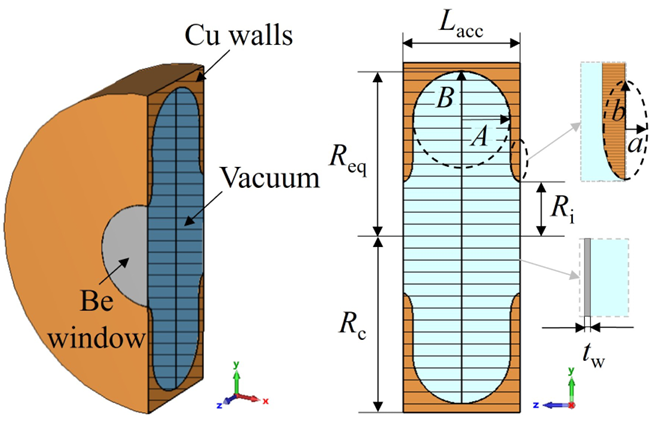 Cu walls
Vacuum
Be
window
y
x
z
L_acc
B
A
R_eq
R_i
R_c
b
a
t_w
y
z
x